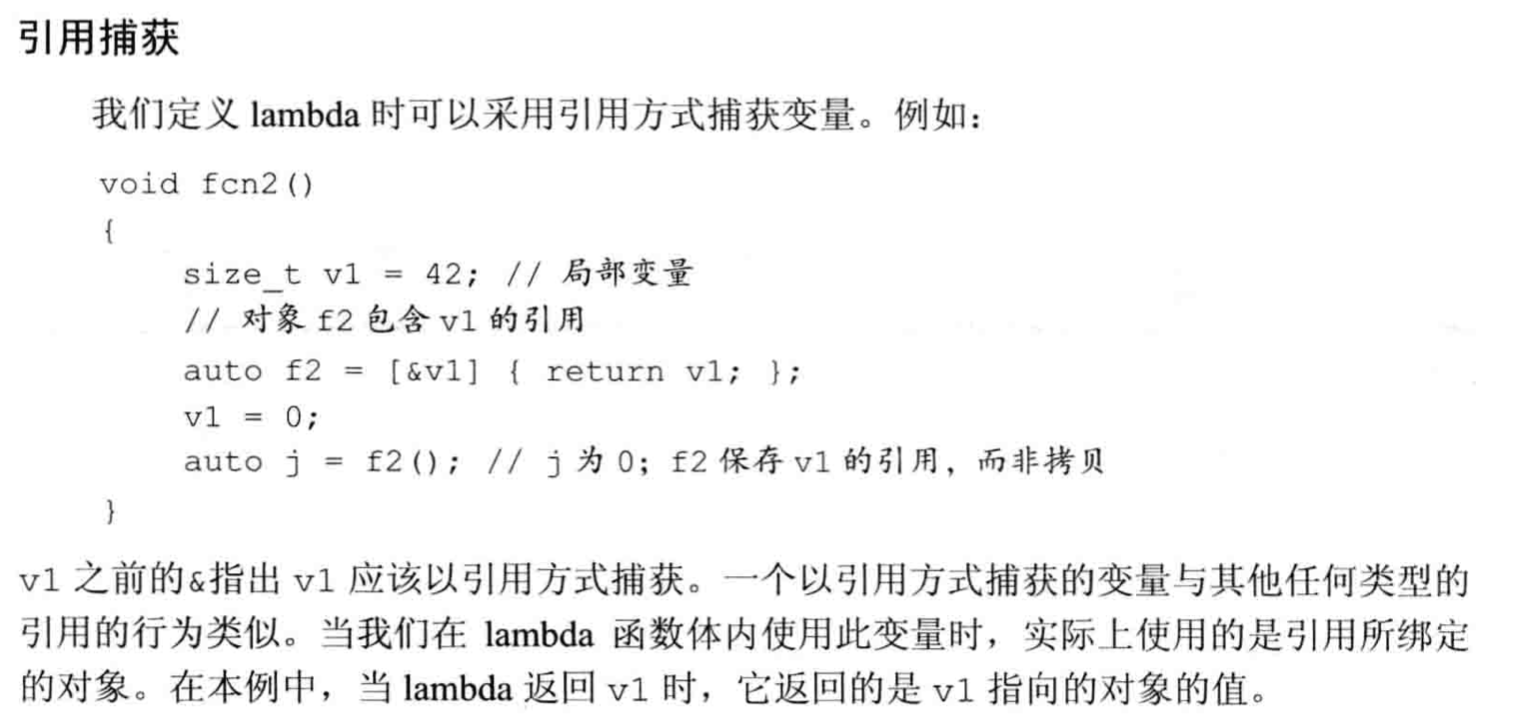 引用捕获
我们定义 lambda 时可以采用引用方式捕获变量。例如：
void fcn2()
{
size_t v1 = 42; // 局部变量
// 对象 f2 包含 v1 的引用
auto f2 = [&v1] { return v1; };
v1 = 0;
auto j = f2(); // j 为 0；f2 保存 v1 的引用，而非拷贝
}
v1 之前的&指出 v1 应该以引用方式捕获。一个以引用方式捕获的变量与其他任何类型的
引用的行为类似。当我们在 lambda 函数体内使用此变量时，实际上使用的是引用所绑定
的对象。在本例中，当 lambda 返回 v1 时，它返回的是 v1 指向的对象的值。